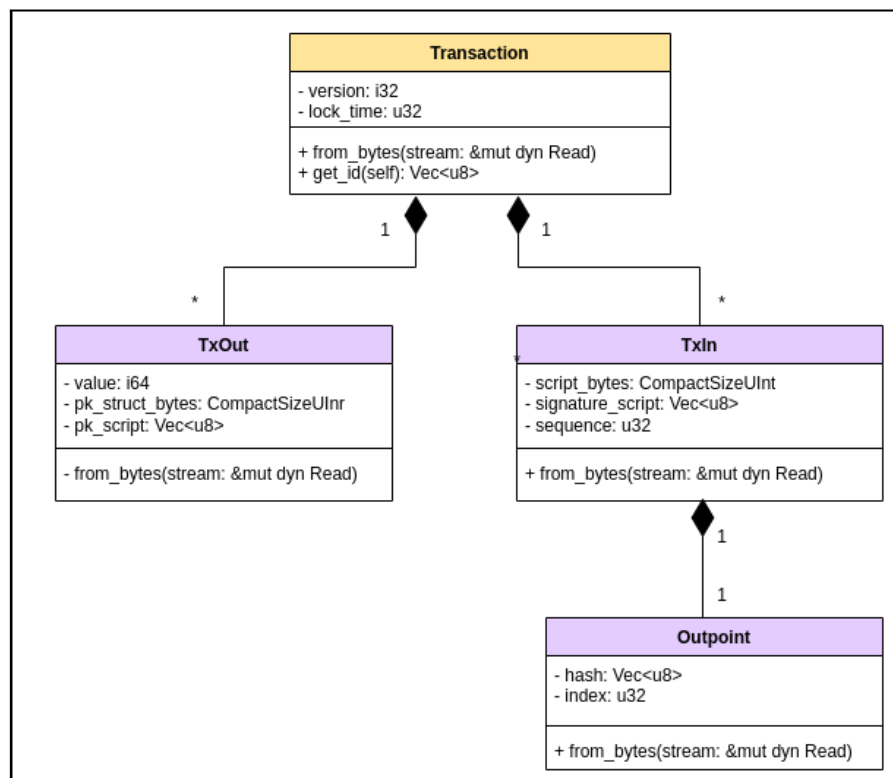 Transaction
- version: i32
- lock_time: u32
+ from_bytes(stream: &mut dyn Read)
+ get_id(self): Vec<u8>
1
1
*
*
TxOut
- value: i64
- pk_struct_bytes: CompactSizeUInr
- pk_script: Vec<u8>
- from_bytes(stream: &mut dyn Read)
TxIn
*
- script_bytes: CompactSizeUInt
- signature_script: Vec<u8>
- sequence: u32
+ from_bytes(stream: &mut dyn Read)
1
1
Outpoint
- hash: Vec<u8>
- index: u32
+ from_bytes(stream: &mut dyn Read)